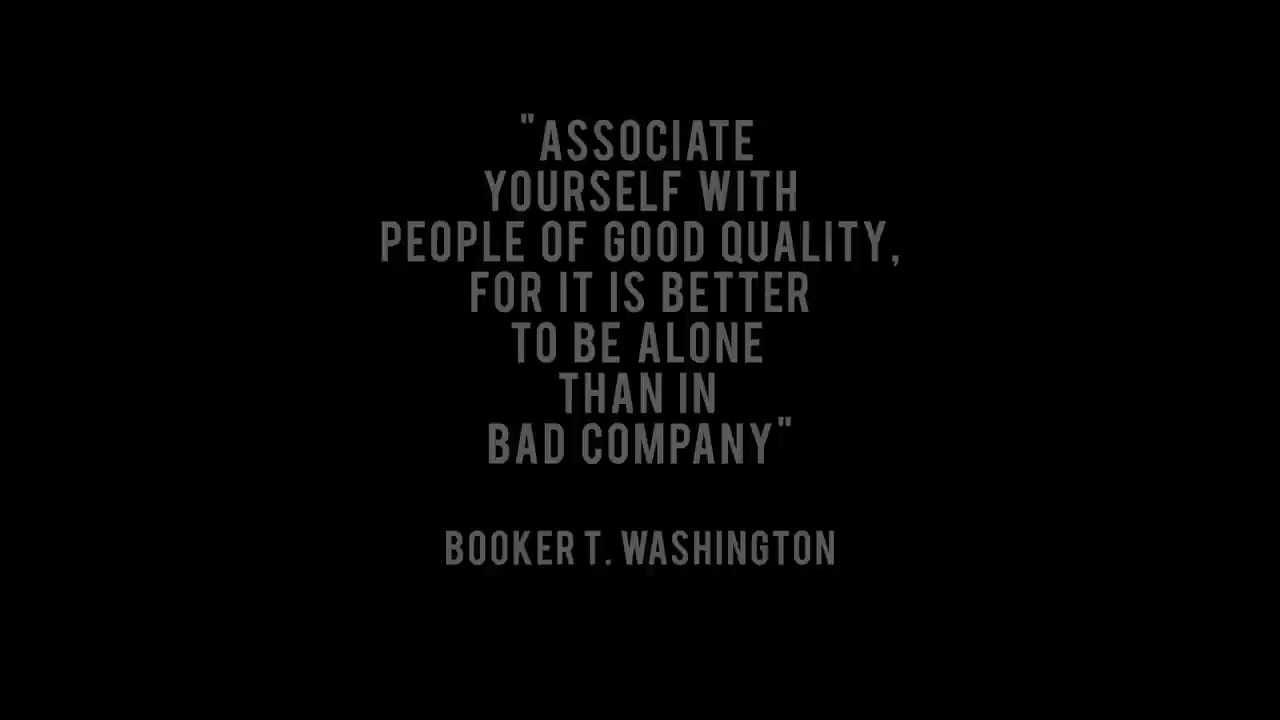 "ASSOCIATE
YOURSELF WITH
PEOPLE OF GOOD QUALITY,
FOR IT IS BETTER
TO BE ALONE
THAN IN
BAD COMPANY"
BOOKER T. WASHINGTON